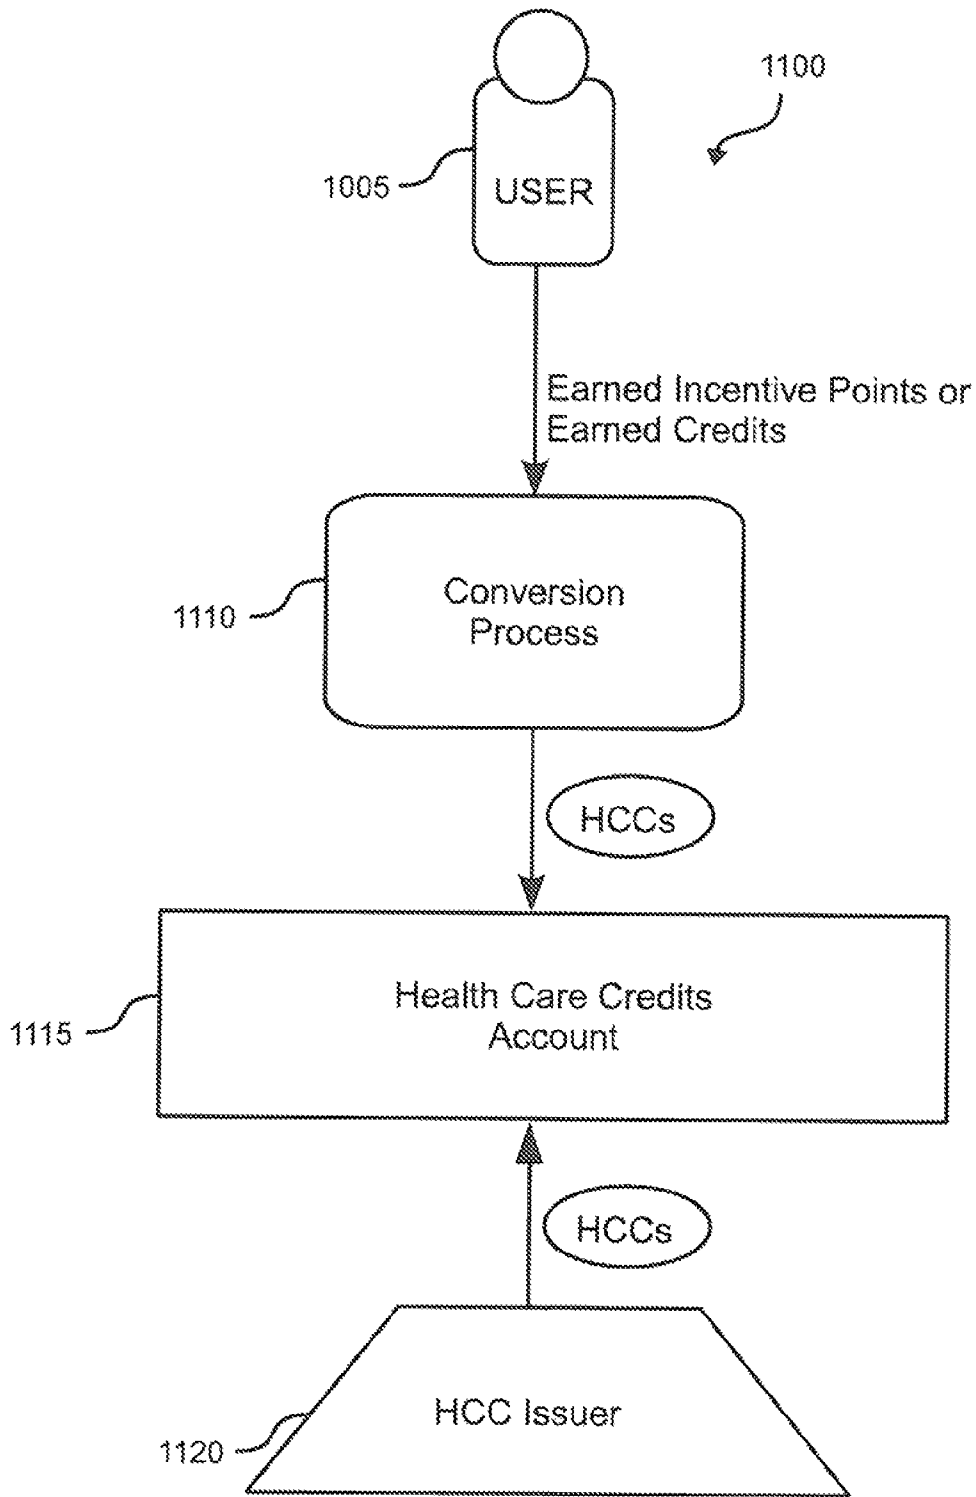 1100
1005
USER
Earned Incentive Points or
Earned Credits
Conversion
Process
1110
HCCs
Health Care Credits
Account
1115
HCCs
HCC Issuer
1120